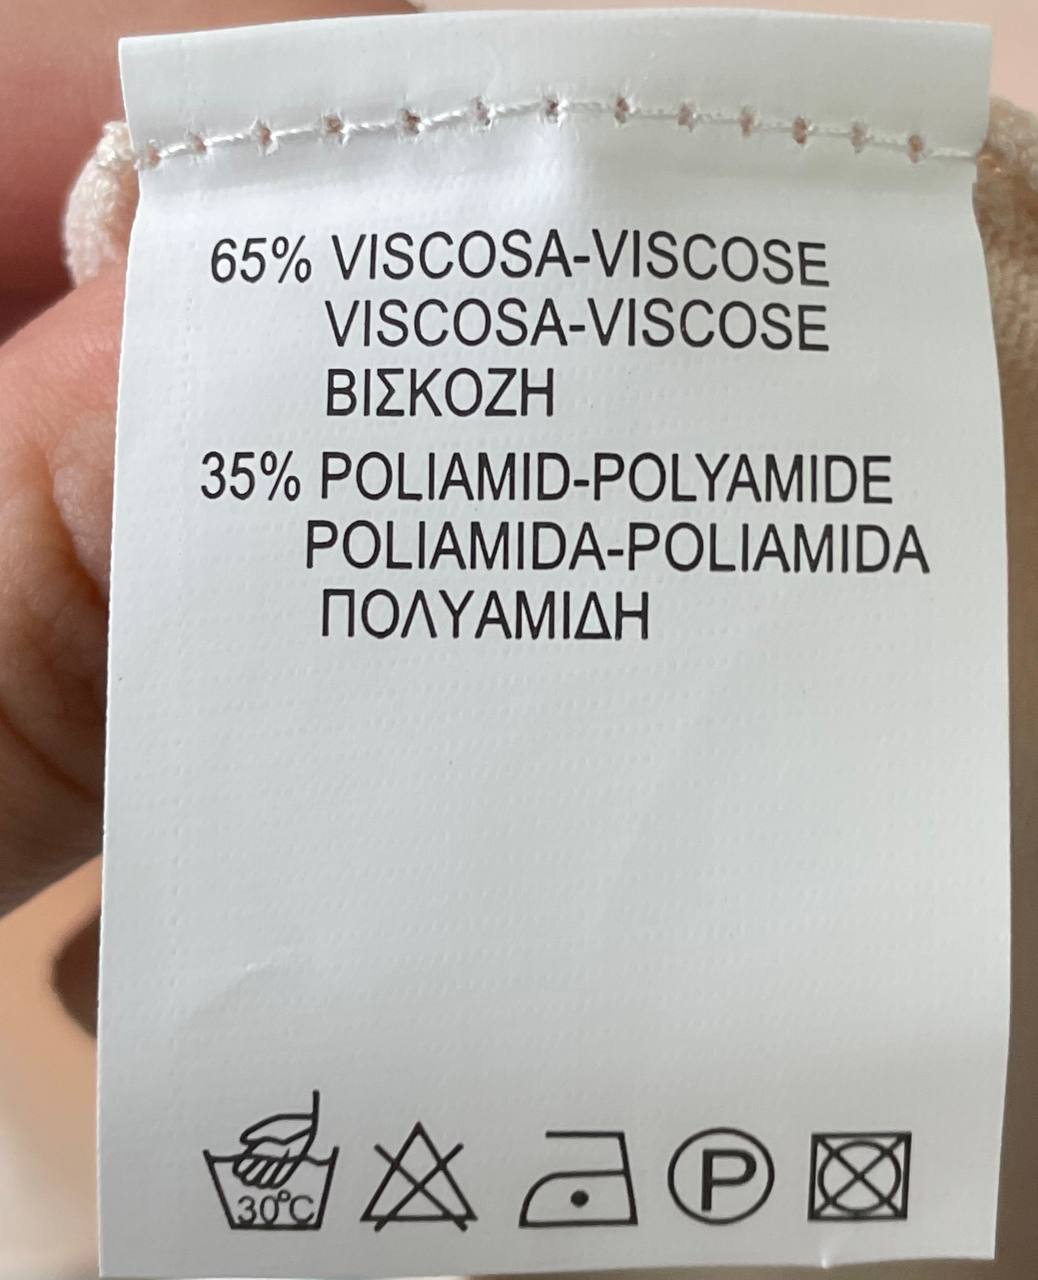 65% VISCOSA-VISCOSE
VISCOSA-VISCOSE
ΒΙΣΚΟΖΗ
35% POLIAMID-POLYAMIDE
POLIAMIDA-POLIAMIDA
ΠΟΛΥΑΜΙΔΗ
30°C
P